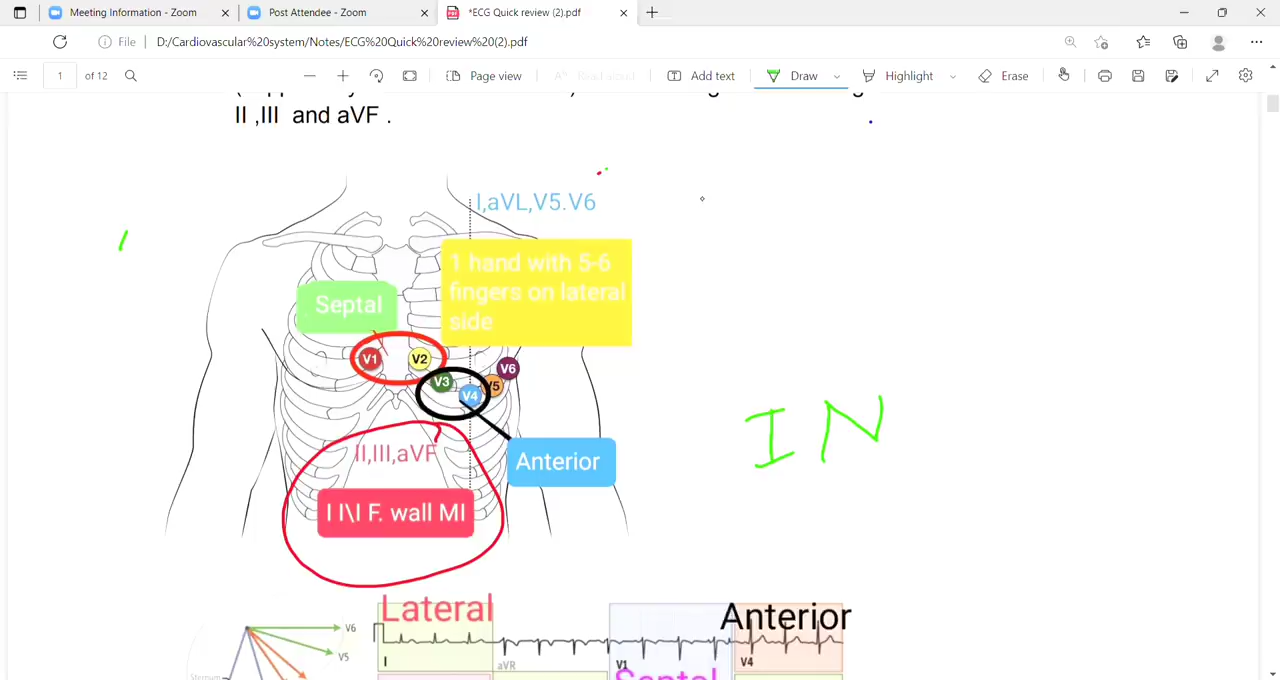 Meeting Information - Zoom
Post Attendee - Zoom
*ECG Quick review (2).pdf
File
D:/Cardiovascular%20system/Notes/ECG%20Quick%20review%20(2).pdf
1 of 12
Page view
Read aloud
Add text
Draw
Highlight
Erase
II ,III and aVF .
I,aVL,V5.V6
1 hand with 5-6
fingers on lateral
side
Septal
V1
V2
V3
V4
V5
V6
I N
II,III,aVF
Anterior
I I\I F. wall MI
Lateral
Anterior
V6
V5
I
aVR
V1
V4
Septal
Sternum